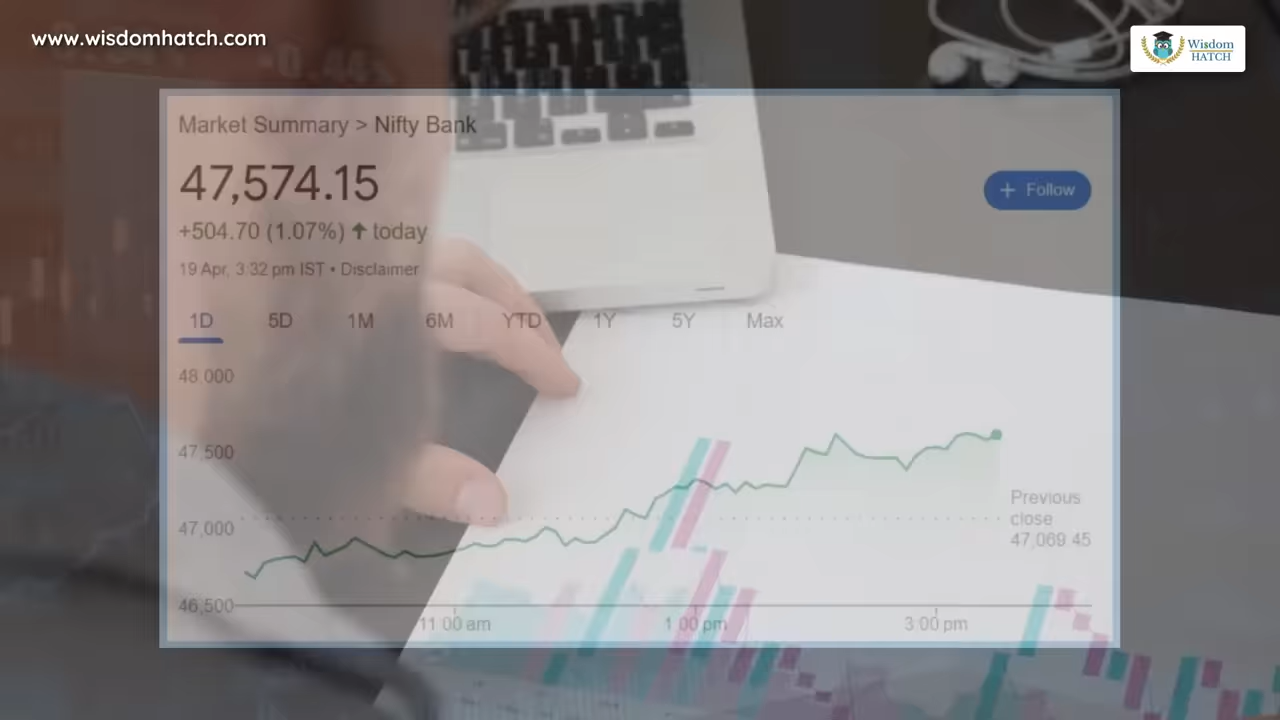 www.wisdomhatch.com
Wisdom
HATCH
Market Summary > Nifty Bank
47,574.15
+ Follow
+504.70 (1.07%) ↑ today
19 Apr, 3:32 pm IST • Disclaimer
1D 5D 1M 6M YTD 1Y 5Y Max
48,000
47,500
Previous
close
47,069.45
47,000
46,500
11:00 am 1:00 pm 3:00 pm